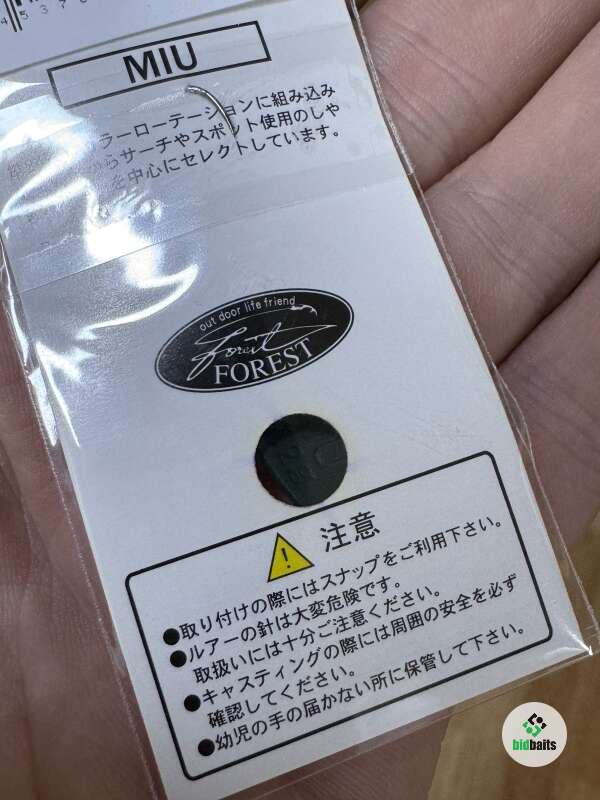 MIU
ラーローテーションに組み込み
らサーチやスポット使用のしや
を中心にセレクトしています。
out door life friend
Forest
FOREST
注意
●取り付けの際にはスナップをご利用下さい。
●ルアーの針は大変危険です。
取扱いには十分ご注意ください。
●キャスティングの際には周囲の安全を必ず
確認してください。
●幼児の手の届かない所に保管して下さい。
bidbaits